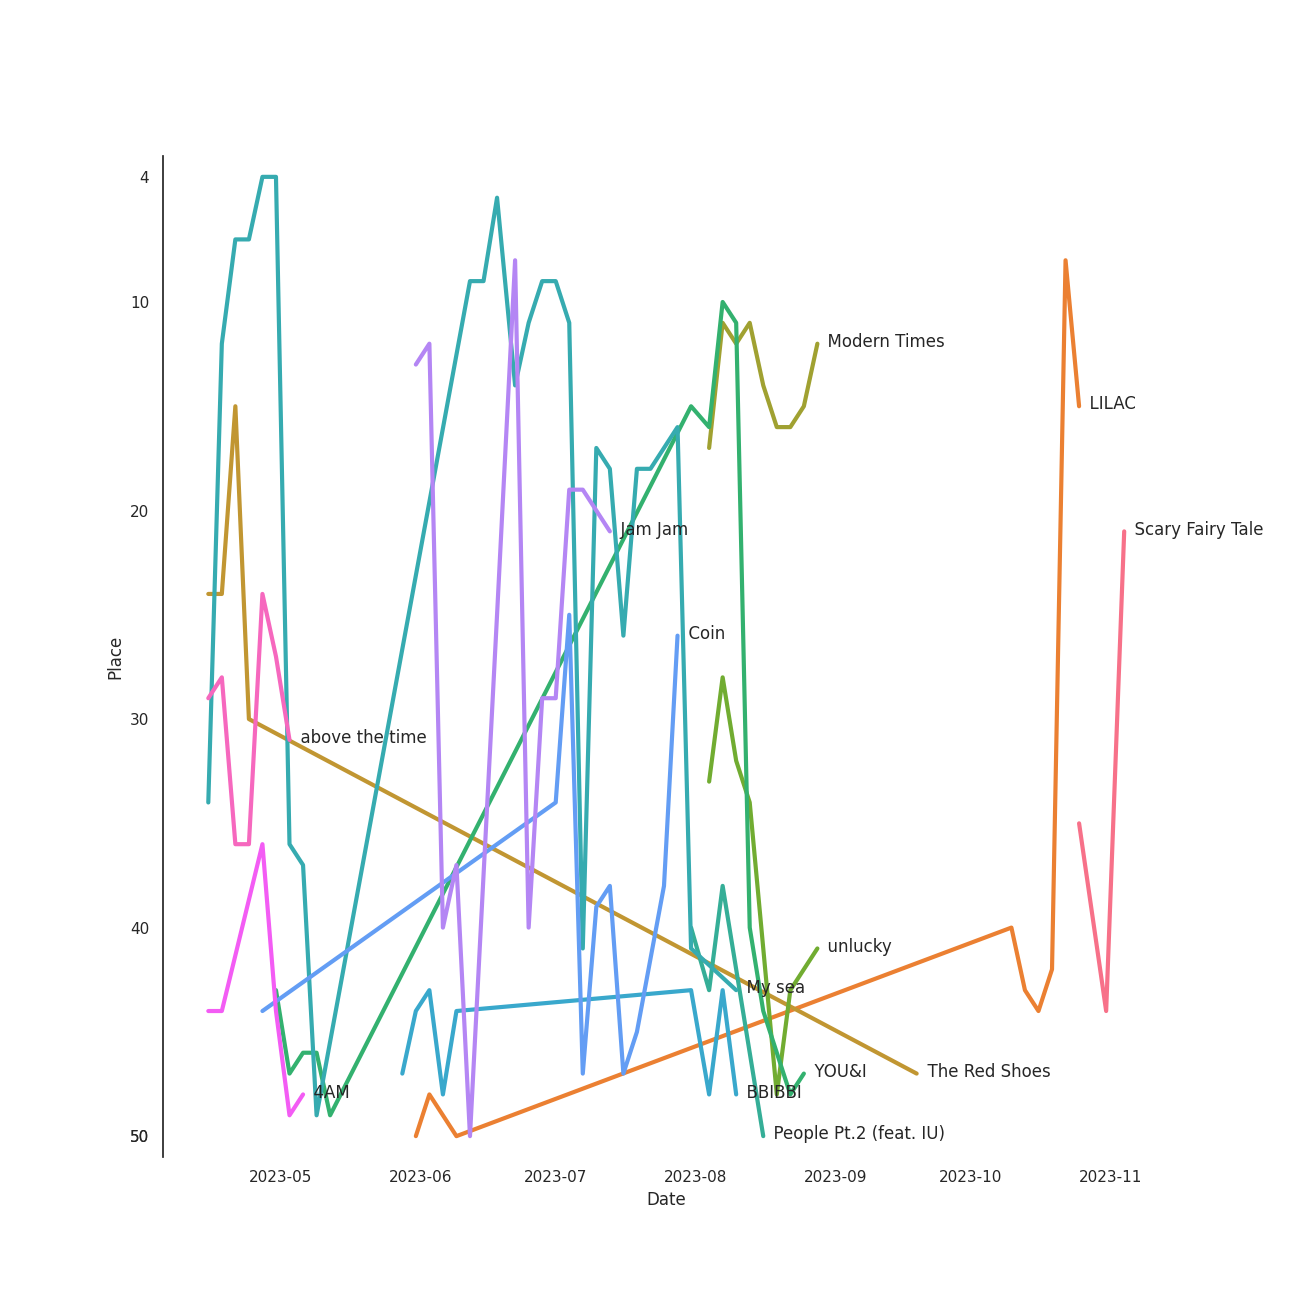 4
10
Modern Times
LILAC
20
Jam Jam
Scary Fairy Tale
Coin
Place
30
above the time
40
unlucky
My sea
The Red Shoes
YOU&I
4AM
BBIBBI
50
People Pt.2 (feat. IU)
2023-05
2023-06
2023-07
2023-08
2023-09
2023-10
2023-11
Date